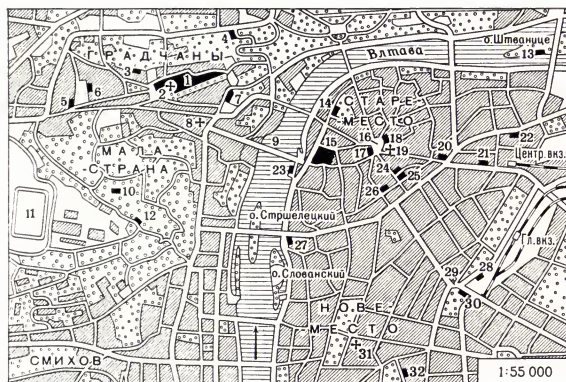 ГРАДЧАНЫ
4
3
1
2
5
6
7
8
9
Влтава
о. Штванице
13
14
СТАРЕ-
МЕСТО
16
18
15
17
19
20
22
21
Центр. вкз.
23
24
25
26
МАЛА
СТРАНА
10
11
12
о. Стршелецкий
27
о. Слованский
Гл. вкз.
29
28
30
НОВЕ-
МЕСТО
31
32
СМИХОВ
1:55 000